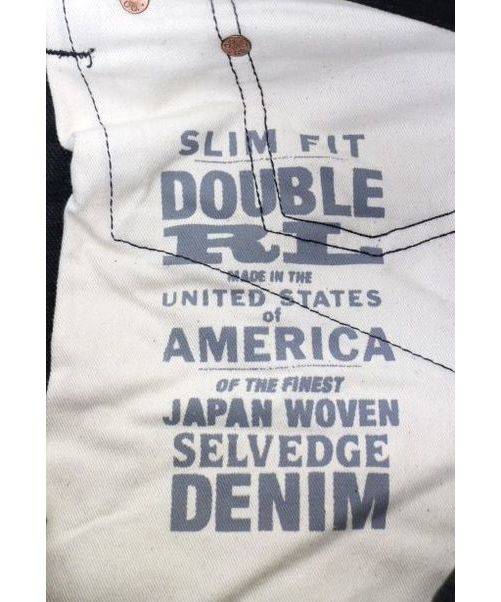 SLIM FIT
DOUBLE
RL
MADE IN THE
UNITED STATES
of
AMERICA
OF THE FINEST
JAPAN WOVEN
SELVEDGE
DENIM